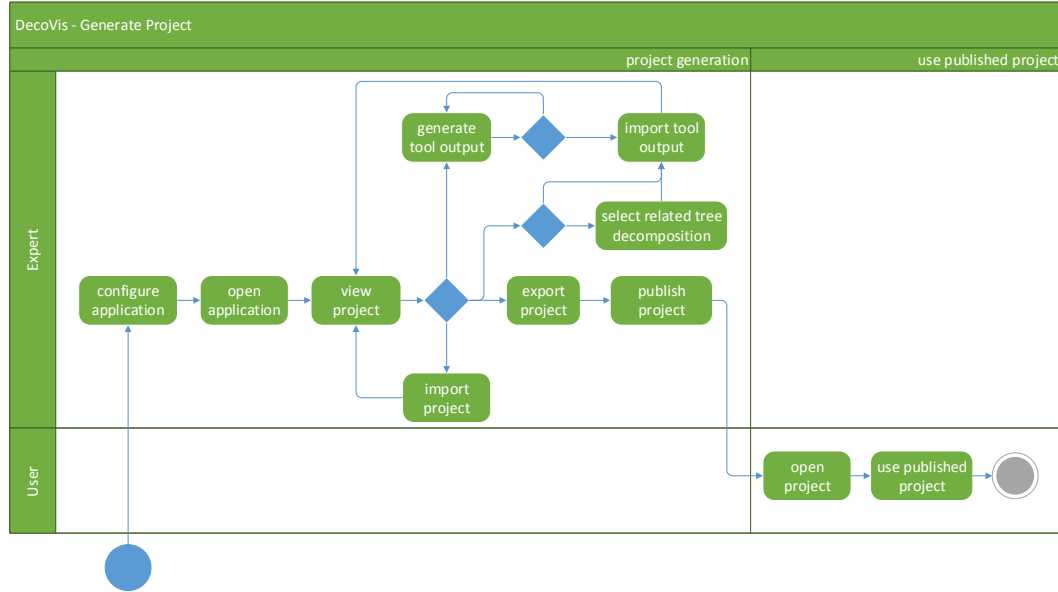 DecoVis - Generate Project
project generation
use published project
Expert
generate
tool output
import tool
output
select related tree
decomposition
configure
application
open
application
view
project
export
project
publish
project
import
project
User
open
project
use published
project